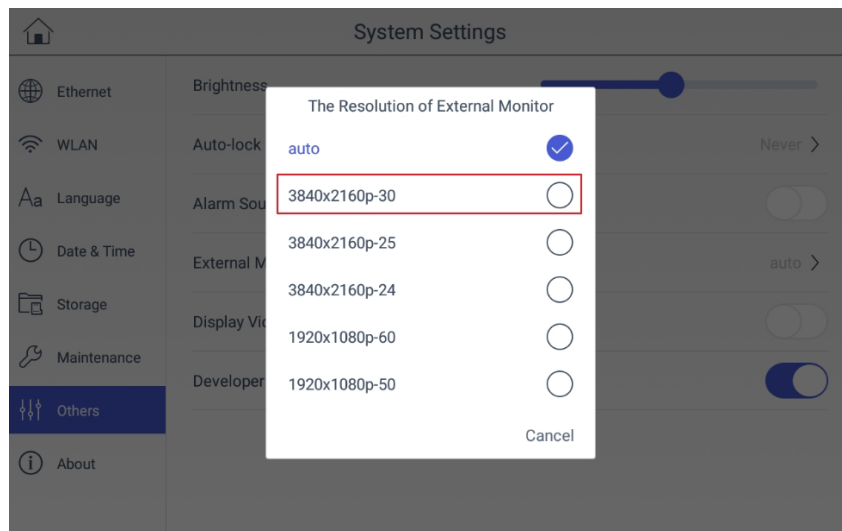 System Settings
Ethernet
WLAN
Aa Language
Date & Time
Storage
Maintenance
Others
About
Brightness
Auto-lock
Never
Alarm Sou
External M
auto
Display Vid
Developer
The Resolution of External Monitor
auto
3840x2160p-30
3840x2160p-25
3840x2160p-24
1920x1080p-60
1920x1080p-50
Cancel